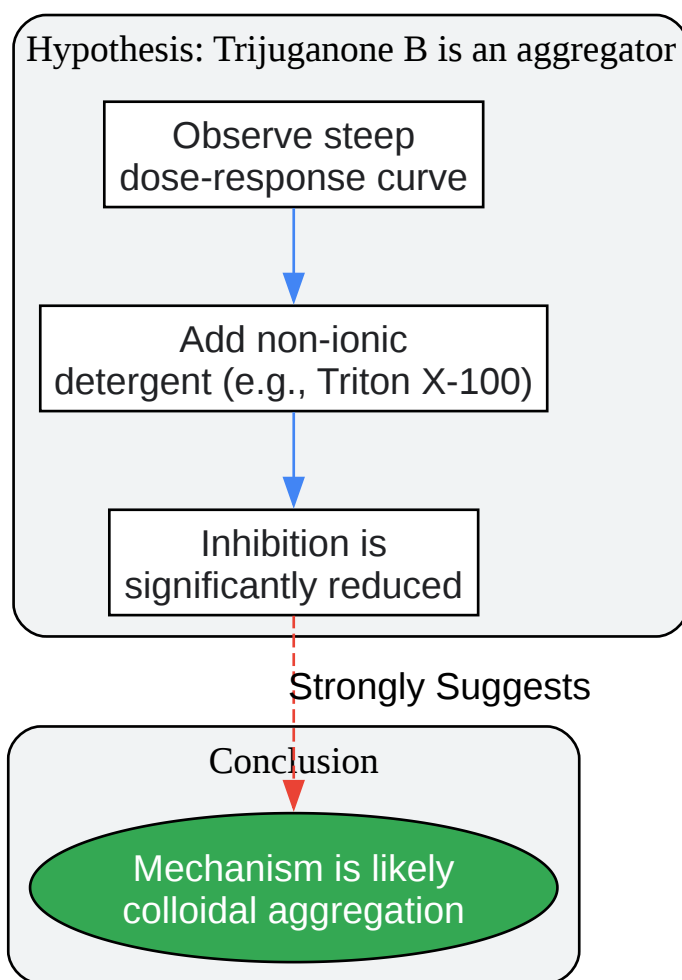 Hypothesis: Trijuganone B is an aggregator
Observe steep
dose-response curve
Add non-ionic
detergent (e.g., Triton X-100)
Inhibition is
significantly reduced
Strongly Suggests
Conclusion
Mechanism is likely
colloidal aggregation